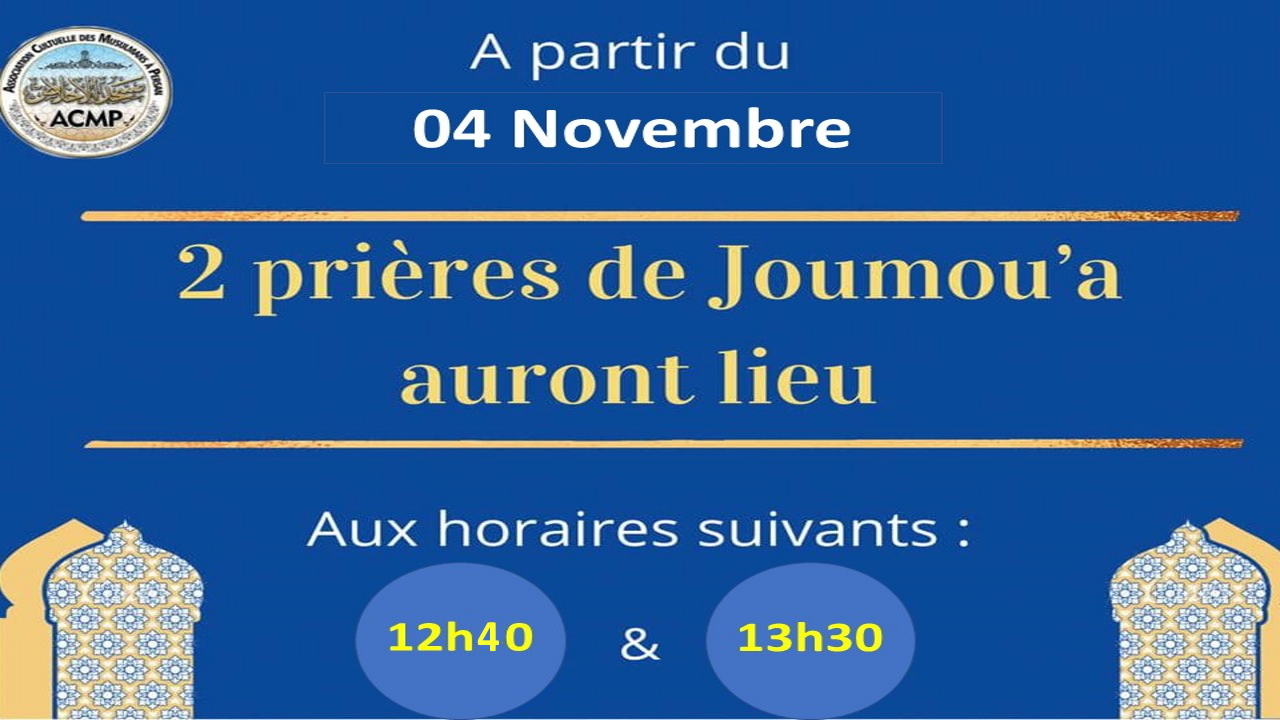 ASSOCIATION CULTUELLE DES MUSULMANS À PERSAN
ACMP
A partir du
04 Novembre
2 prières de Joumou’a
auront lieu
Aux horaires suivants :
12h40 & 13h30